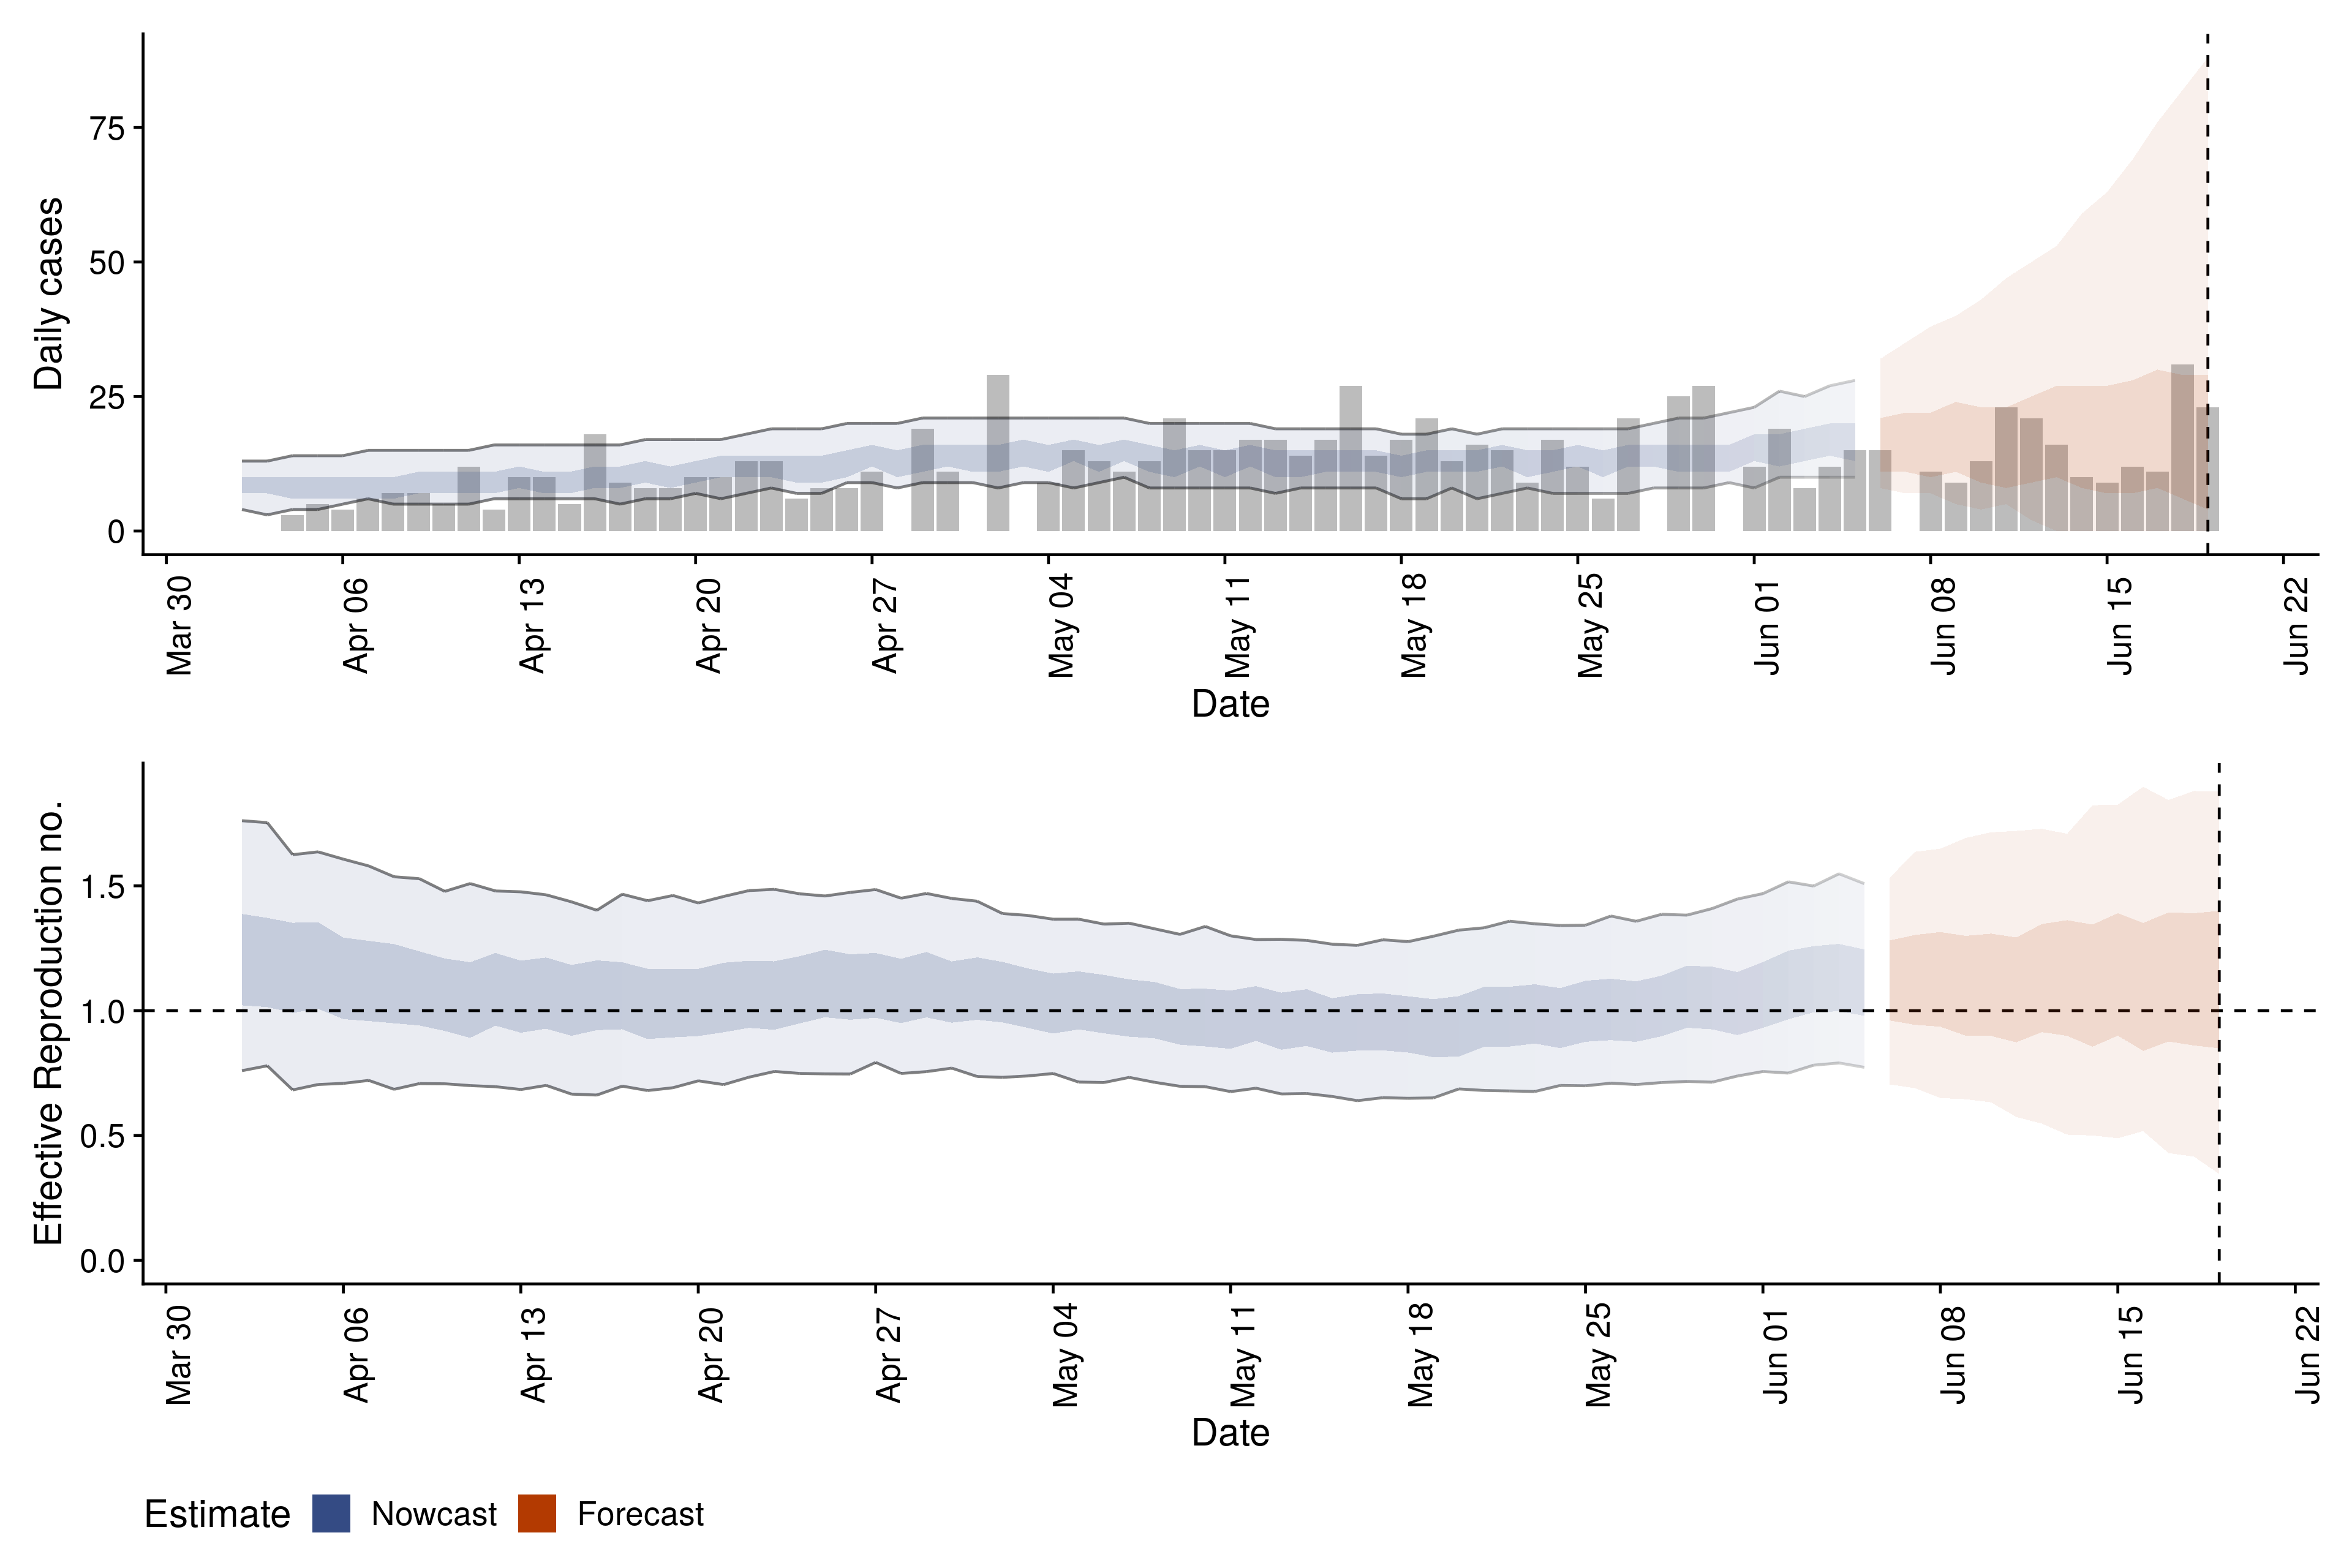 Daily cases
75
50
25
0
Mar 30
Apr 06
Apr 13
Apr 20
Apr 27
May 04
May 11
May 18
May 25
Jun 01
Jun 08
Jun 15
Jun 22
Date
Effective Reproduction no.
1.5
1.0
0.5
0.0
Mar 30
Apr 06
Apr 13
Apr 20
Apr 27
May 04
May 11
May 18
May 25
Jun 01
Jun 08
Jun 15
Jun 22
Date
Estimate Nowcast Forecast